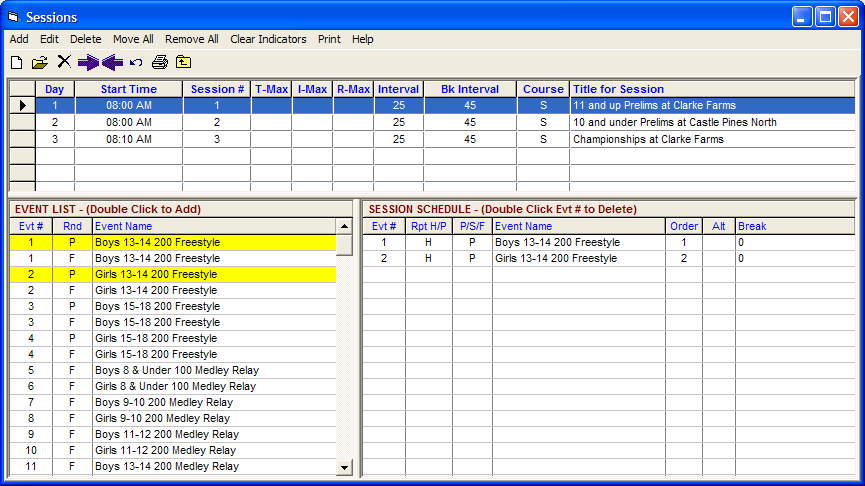 Sessions
Add Edit Delete Move All Remove All Clear Indicators Print Help
Day Start Time Session # T-Max I-Max R-Max Interval Bk Interval Course Title for Session
1 08:00 AM 1 25 45 S 11 and up Prelims at Clarke Farms
2 08:00 AM 2 25 45 S 10 and under Prelims at Castle Pines North
3 08:10 AM 3 25 45 S Championships at Clarke Farms
EVENT LIST - (Double Click to Add)
Evt # Rnd Event Name
1 P Boys 13-14 200 Freestyle
1 F Boys 13-14 200 Freestyle
2 P Girls 13-14 200 Freestyle
2 F Girls 13-14 200 Freestyle
3 P Boys 15-18 200 Freestyle
3 F Boys 15-18 200 Freestyle
4 P Girls 15-18 200 Freestyle
4 F Girls 15-18 200 Freestyle
5 F Boys 8 & Under 100 Medley Relay
6 F Girls 8 & Under 100 Medley Relay
7 F Boys 9-10 200 Medley Relay
8 F Girls 9-10 200 Medley Relay
9 F Boys 11-12 200 Medley Relay
10 F Girls 11-12 200 Medley Relay
11 F Boys 13-14 200 Medley Relay
SESSION SCHEDULE - (Double Click Evt # to Delete)
Evt # Rpt H/P P/S/F Event Name Order Alt Break
1 H P Boys 13-14 200 Freestyle 1 0
2 H P Girls 13-14 200 Freestyle 2 0